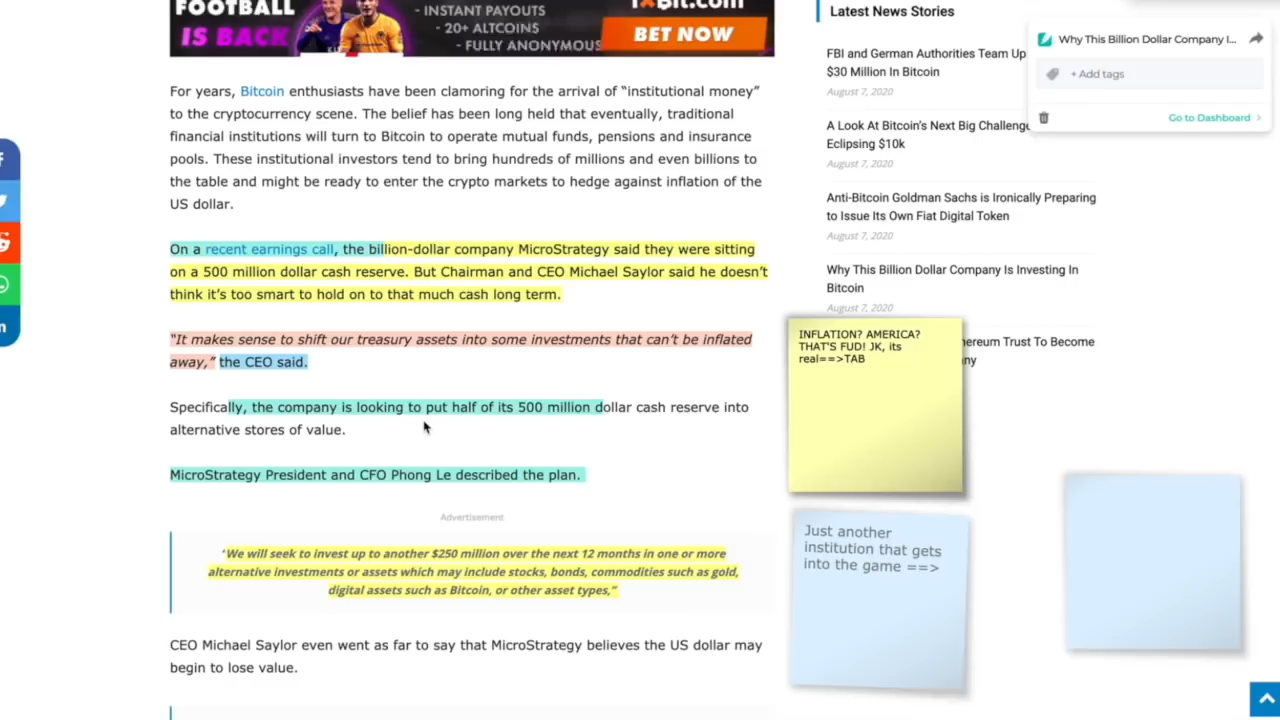 FOOTBALL
IS BACK
- INSTANT PAYOUTS
- 20+ ALTCOINS
- FULLY ANONYMOUS
BET NOW
For years, Bitcoin enthusiasts have been clamoring for the arrival of “institutional money”
to the cryptocurrency scene. The belief has been long held that eventually, traditional
financial institutions will turn to Bitcoin to operate mutual funds, pensions and insurance
pools. These institutional investors tend to bring hundreds of millions and even billions to
the table and might be ready to enter the crypto markets to hedge against inflation of the
US dollar.
On a recent earnings call, the billion-dollar company MicroStrategy said they were sitting
on a 500 million dollar cash reserve. But Chairman and CEO Michael Saylor said he doesn’t
think it’s too smart to hold on to that much cash long term.
“It makes sense to shift our treasury assets into some investments that can’t be inflated
away,” the CEO said.
Specifically, the company is looking to put half of its 500 million dollar cash reserve into
alternative stores of value.
MicroStrategy President and CFO Phong Le described the plan.
Advertisement
‘We will seek to invest up to another $250 million over the next 12 months in one or more
alternative investments or assets which may include stocks, bonds, commodities such as gold,
digital assets such as Bitcoin, or other asset types,”
CEO Michael Saylor even went as far to say that MicroStrategy believes the US dollar may
begin to lose value.
Latest News Stories
FBI and German Authorities Team Up
$30 Million In Bitcoin
August 7, 2020
A Look At Bitcoin’s Next Big Challenge
Eclipsing $10k
August 7, 2020
Anti-Bitcoin Goldman Sachs is Ironically Preparing
to Issue Its Own Fiat Digital Token
August 7, 2020
Why This Billion Dollar Company Is Investing In
Bitcoin
August 7, 2020
Trust To Become
Why This Billion Dollar Company I...
+ Add tags
Go to Dashboard >
INFLATION? AMERICA?
THAT'S FUD! JK, its
real==>TAB
Just another
institution that gets
into the game ==>